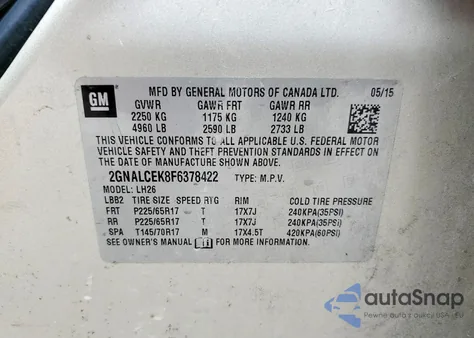 GM
MFD BY GENERAL MOTORS OF CANADA LTD. 05/15
GVWR GAWR FRT GAWR RR
2250 KG 1175 KG 1240 KG
4960 LB 2590 LB 2733 LB
THIS VEHICLE CONFORMS TO ALL APPLICABLE U.S. FEDERAL MOTOR
VEHICLE SAFETY AND THEFT PREVENTION STANDARDS IN EFFECT ON THE
DATE OF MANUFACTURE SHOWN ABOVE.
2GNALCEK8F6378422 TYPE: M.P.V.
MODEL: LH26
LBB2 TIRE SIZE SPEED RTG RIM COLD TIRE PRESSURE
FRT P225/65R17 T 17X7J 240KPA(35PSI)
RR P225/65R17 T 17X7J 240KPA(35PSI)
SPA T145/70R17 M 17X4.5T 420KPA(60PSI)
SEE OWNER'S MANUAL FOR MORE INFORMATION.
autoSnap
Pewne auto z USA